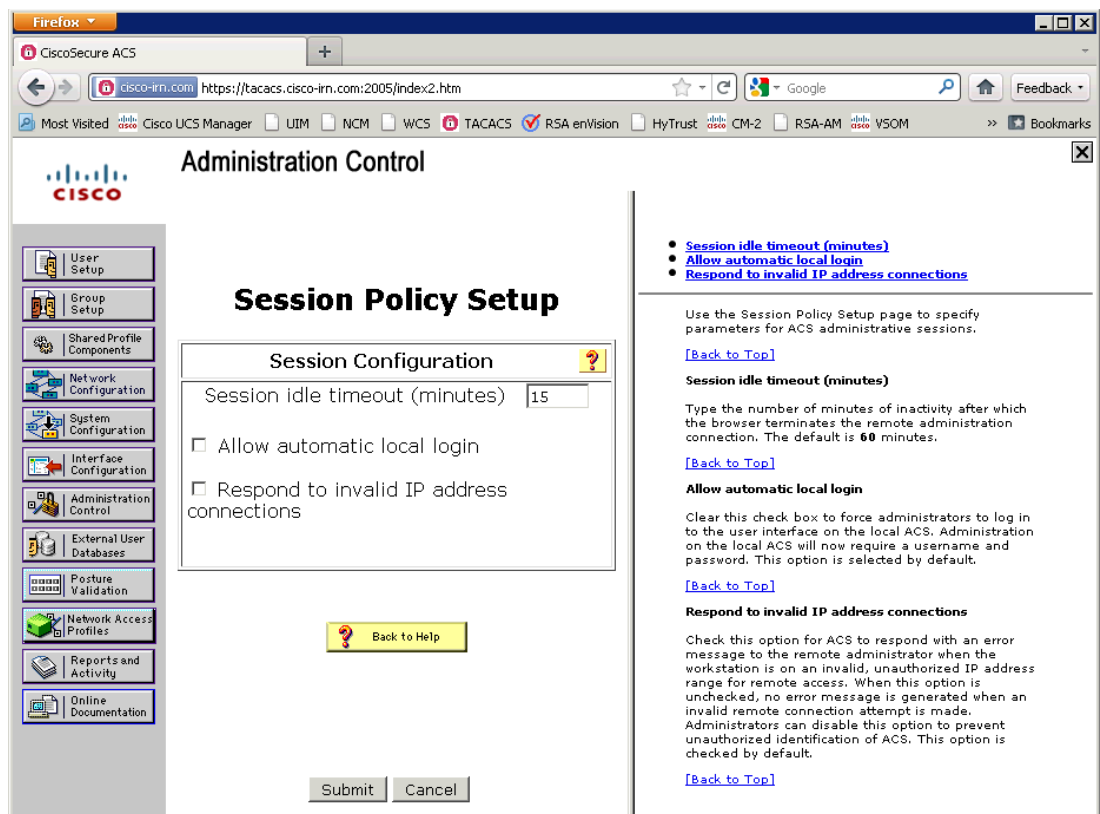 Firefox
CiscoSecure ACS
+
cisco-irn.com https://tacacs.cisco-irn.com:2005/index2.htm
Google
Feedback
Most Visited
Cisco UCS Manager
UIM
NCM
WCS
TACACS
RSA enVision
HyTrust
CM-2
RSA-AM
VSOM
»
Bookmarks
CISCO
Administration Control
X
User
Setup
Group
Setup
Shared Profile
Components
Network
Configuration
System
Configuration
Interface
Configuration
Administration
Control
External User
Databases
Posture
Validation
Network Access
Profiles
Reports and
Activity
Online
Documentation
Session Policy Setup
Session Configuration
?
Session idle timeout (minutes) 15
Allow automatic local login
Respond to invalid IP address
connections
? Back to Help
Submit
Cancel
• Session idle timeout (minutes)
• Allow automatic local login
• Respond to invalid IP address connections
Use the Session Policy Setup page to specify
parameters for ACS administrative sessions.
[Back to Top]
Session idle timeout (minutes)
Type the number of minutes of inactivity after which
the browser terminates the remote administration
connection. The default is 60 minutes.
[Back to Top]
Allow automatic local login
Clear this check box to force administrators to log in
to the user interface on the local ACS. Administration
on the local ACS will now require a username and
password. This option is selected by default.
[Back to Top]
Respond to invalid IP address connections
Check this option for ACS to respond with an error
message to the remote administrator when the
workstation is on an invalid, unauthorized IP address
range for remote access. When this option is
unchecked, no error message is generated when an
invalid remote connection attempt is made.
Administrators can disable this option to prevent
unauthorized identification of ACS. This option is
checked by default.
[Back to Top]